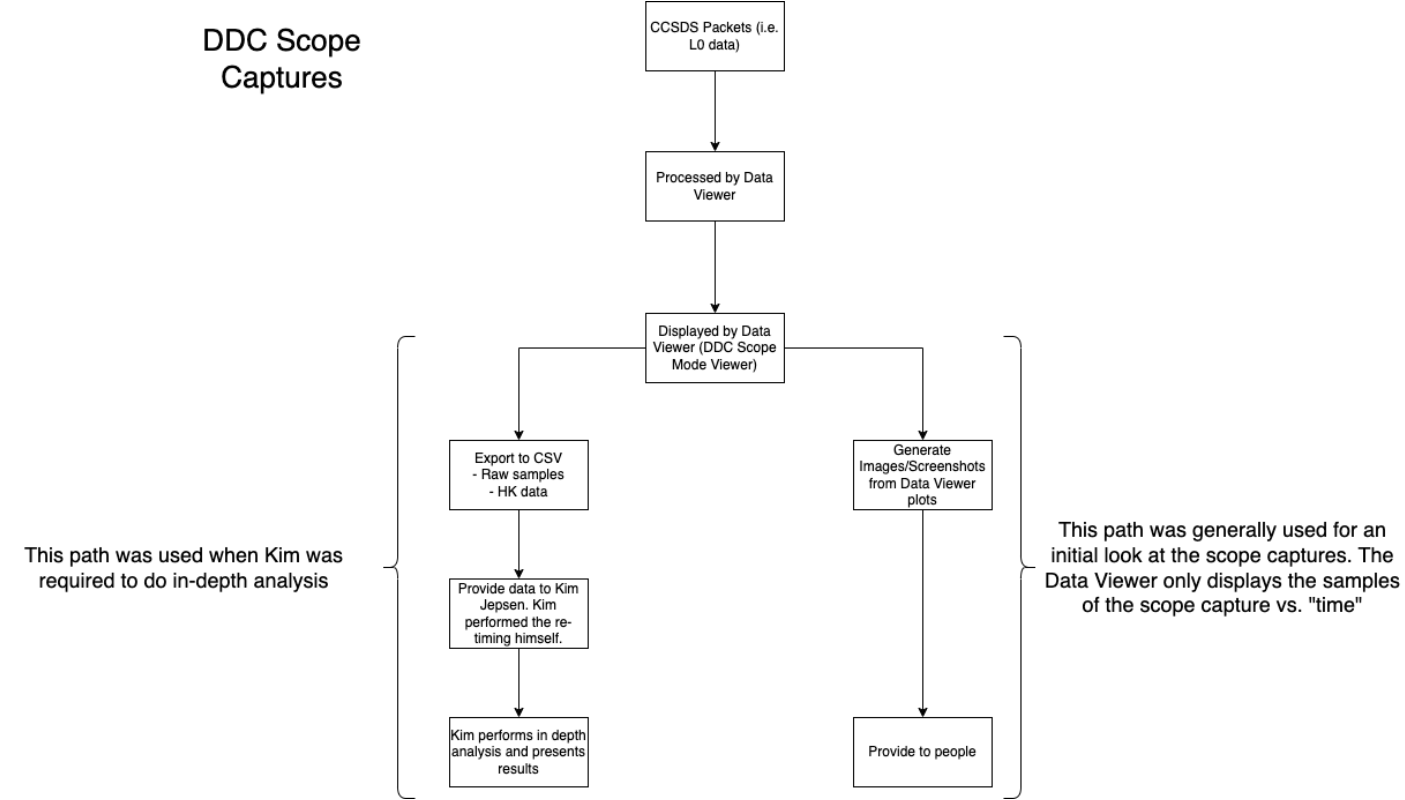 DDC Scope
Captures
CCSDS Packets (i.e.
L0 data)
Processed by Data
Viewer
Displayed by Data
Viewer (DDC Scope
Mode Viewer)
Export to CSV
- Raw samples
- HK data
Generate
Images/Screenshots
from Data Viewer
plots
This path was used when Kim was
required to do in-depth analysis
This path was generally used for an
initial look at the scope captures. The
Data Viewer only displays the samples
of the scope capture vs. "time"
Provide data to Kim
Jepsen. Kim
performed the re-
timing himself.
Kim performs in depth
analysis and presents
results
Provide to people